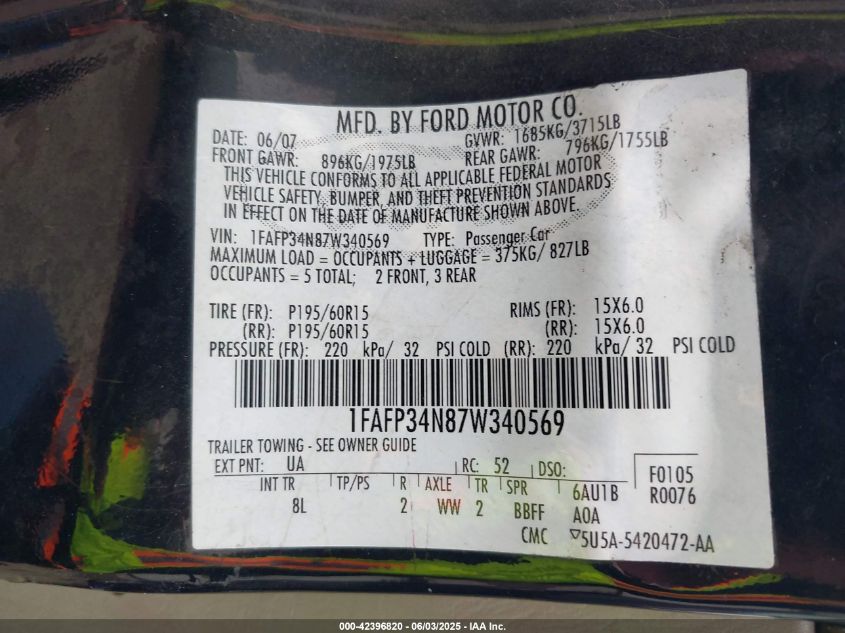 MFD. BY FORD MOTOR CO.
DATE: 06/07 GVWR: 1685KG/3715LB
FRONT GAWR: 896KG/1975LB REAR GAWR: 796KG/1755LB
THIS VEHICLE CONFORMS TO ALL APPLICABLE FEDERAL MOTOR
VEHICLE SAFETY, BUMPER, AND THEFT PREVENTION STANDARDS
IN EFFECT ON THE DATE OF MANUFACTURE SHOWN ABOVE.
VIN: 1FAFP34N87W340569 TYPE: Passenger Car
MAXIMUM LOAD = OCCUPANTS + LUGGAGE = 375KG/ 827LB
OCCUPANTS = 5 TOTAL; 2 FRONT, 3 REAR
TIRE (FR): P195/60R15 RIMS (FR): 15X6.0
(RR): P195/60R15 (RR): 15X6.0
PRESSURE (FR): 220 kPa/ 32 PSI COLD (RR): 220 kPa/ 32 PSI COLD
1FAFP34N87W340569
TRAILER TOWING - SEE OWNER GUIDE
EXT PNT: UA RC: 52 DSO: F0105
INT TR TP/PS R AXLE TR SPR 6AU1B R0076
8L 2 WW 2 BBFF AOA
CMC 5U5A-5420472-AA
000-42396820 - 06/03/2025 - IAA Inc.